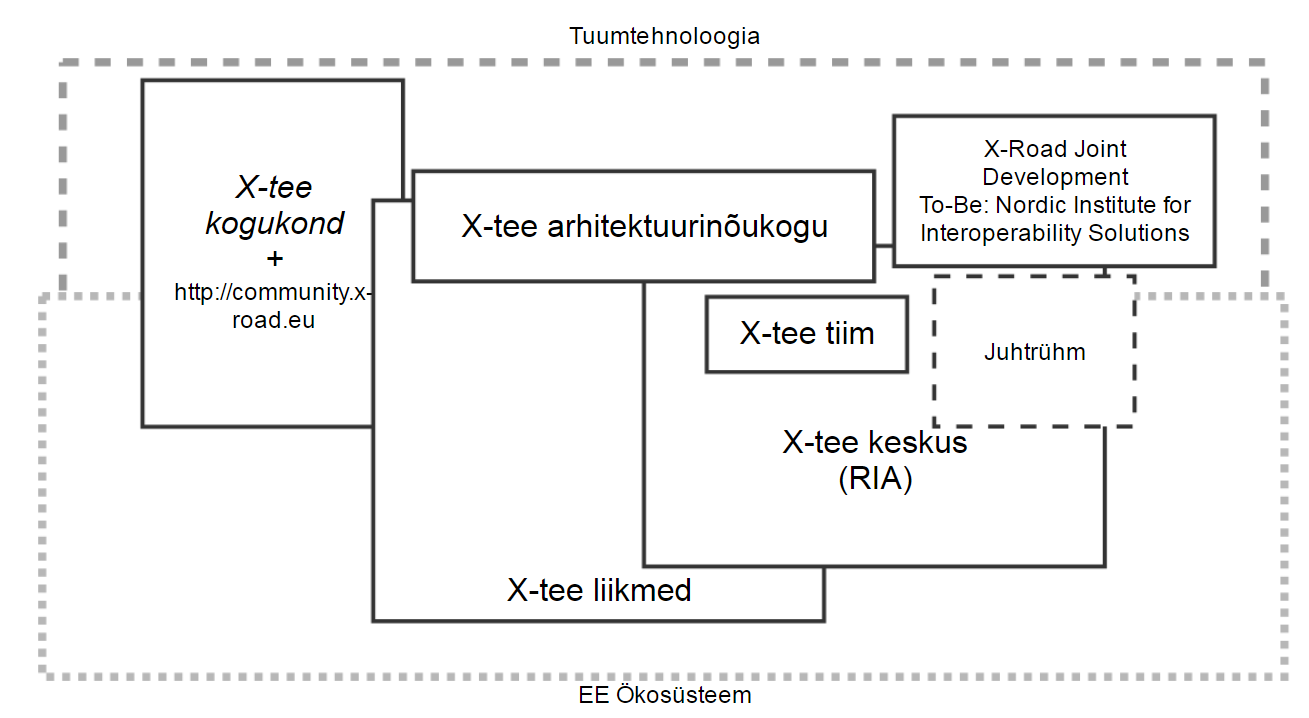 Tuumtehnoloogia
X-tee
kogukond
+
http://community.x-
road.eu
X-tee arhitektuurinõukogu
X-Road Joint
Development
To-Be: Nordic Institute for
Interoperability Solutions
X-tee tiim
Juhtrühm
X-tee keskus
(RIA)
X-tee liikmed
EE Ökosüsteem